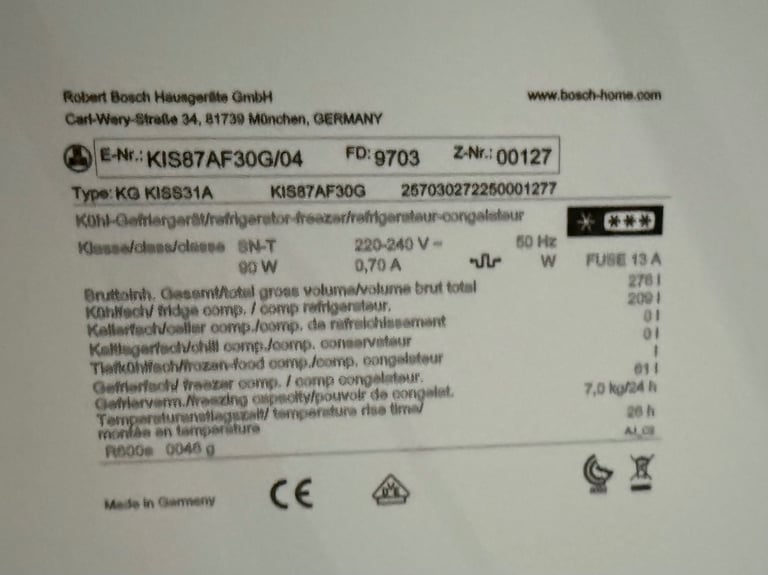 Robert Bosch Hausgeräte GmbH www.bosch-home.com
Carl-Wery-Straße 34, 81739 München, GERMANY
E-Nr.: KIS87AF30G/04 FD: 9703 Z-Nr.: 00127
Type: KG KISS31A KIS87AF30G 257030272250001277
Kühl-Gefriergerät/refrigerator-freezer/refrigerateur-congelateur
Klasse/class/classe SN-T 220-240 V ~ 50 Hz
90 W 0,70 A W FUSE 13 A
Bruttoinh. Gesamt/total gross volume/volume brut total 276 l
Kühlfach/ fridge comp. / comp refrigerateur. 209 l
Kellerfach/cellar comp./comp. de rafraichissement 0 l
Kaltlagerfach/chill comp./comp. conservateur 0 l
Tiefkühlfach/frozen-food comp./comp. congelateur l
Gefrierfach/ freezer comp. / comp congelateur. 61 l
Gefrierverm./freezing capacity/pouvoir de congelat. 7,0 kg/24 h
Temperaturanstiegszeit/ temperature rise time/ 26 h
montée en température
R600a 0046 g
Made in Germany CE